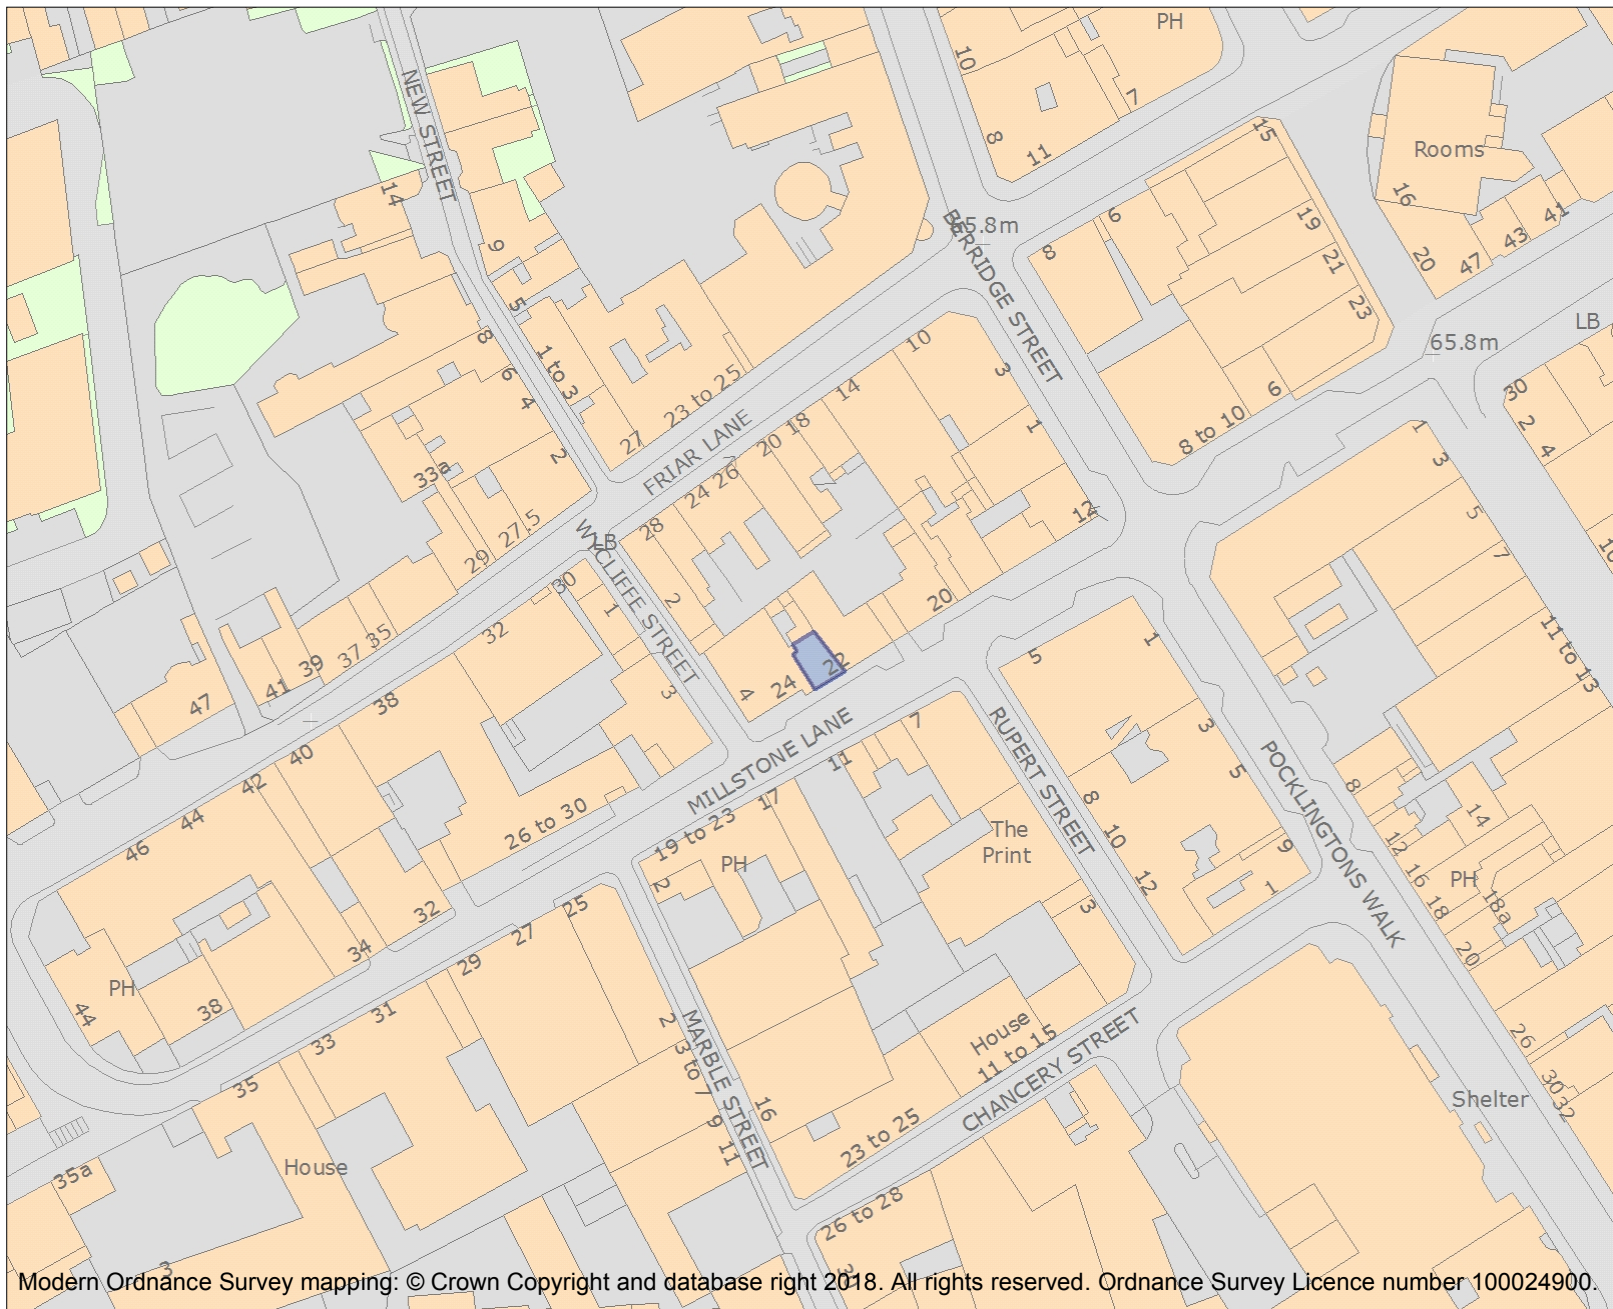 PH
10
7
8
11
NEW STREET
14
9
5
15
Rooms
16
41
43
47
20
19
21
23
65.8m
BERRIDGE STREET
6
8
65.8m
LB
8
6
4
2
1 to 3
23 to 25
27
FRIAR LANE
10
14
18
20
26
24
28
3
1
12
8 to 10
6
30
2
4
1
3
5
7
11 to 13
10
33a
27.5
29
LB
WYCLIFFE STREET
30
1
2
32
35
37
39
41
47
38
40
42
44
46
3
4
24
22
20
MILLSTONE LANE
5
1
3
5
RUPERT STREET
POCKLINGTONS WALK
7
11
17
19 to 23
26 to 30
PH
2
The
Print
8
10
12
9
1
3
8
14
12
16
18
PH
18a
20
26
30
32
Shelter
25
27
29
31
33
35
32
34
38
44
PH
35a
House
3
MARBLE STREET
2
3 to 7
9
11
16
House
11 to 15
CHANCERY STREET
23 to 25
26 to 28
30
Modern Ordnance Survey mapping: © Crown Copyright and database right 2018. All rights reserved. Ordnance Survey Licence number 100024900.